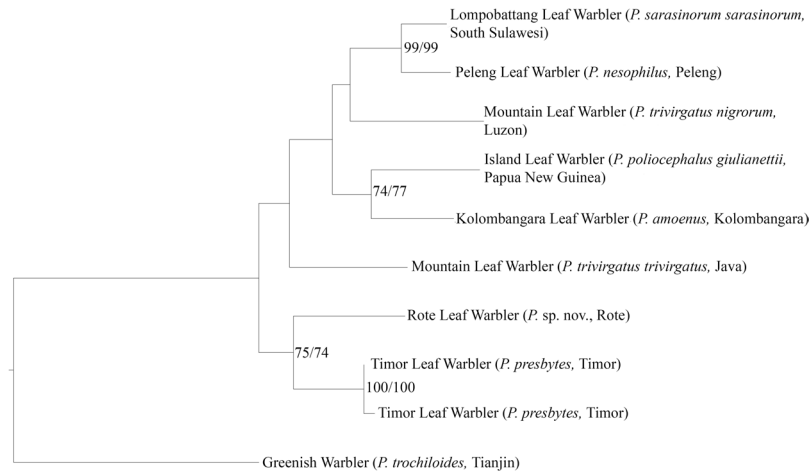 Lompobattang Leaf Warbler (P. sarasinorum sarasinorum,
South Sulawesi)
99/99
Peleng Leaf Warbler (P. nesophilus, Peleng)
Mountain Leaf Warbler (P. trivirgatus nigrorum,
Luzon)
Island Leaf Warbler (P. poliocephalus giulianettii,
Papua New Guinea)
74/77
Kolombangara Leaf Warbler (P. amoenus, Kolombangara)
Mountain Leaf Warbler (P. trivirgatus trivirgatus, Java)
Rote Leaf Warbler (P. sp. nov., Rote)
75/74
Timor Leaf Warbler (P. presbytes, Timor)
100/100
Timor Leaf Warbler (P. presbytes, Timor)
Greenish Warbler (P. trochiloides, Tianjin)